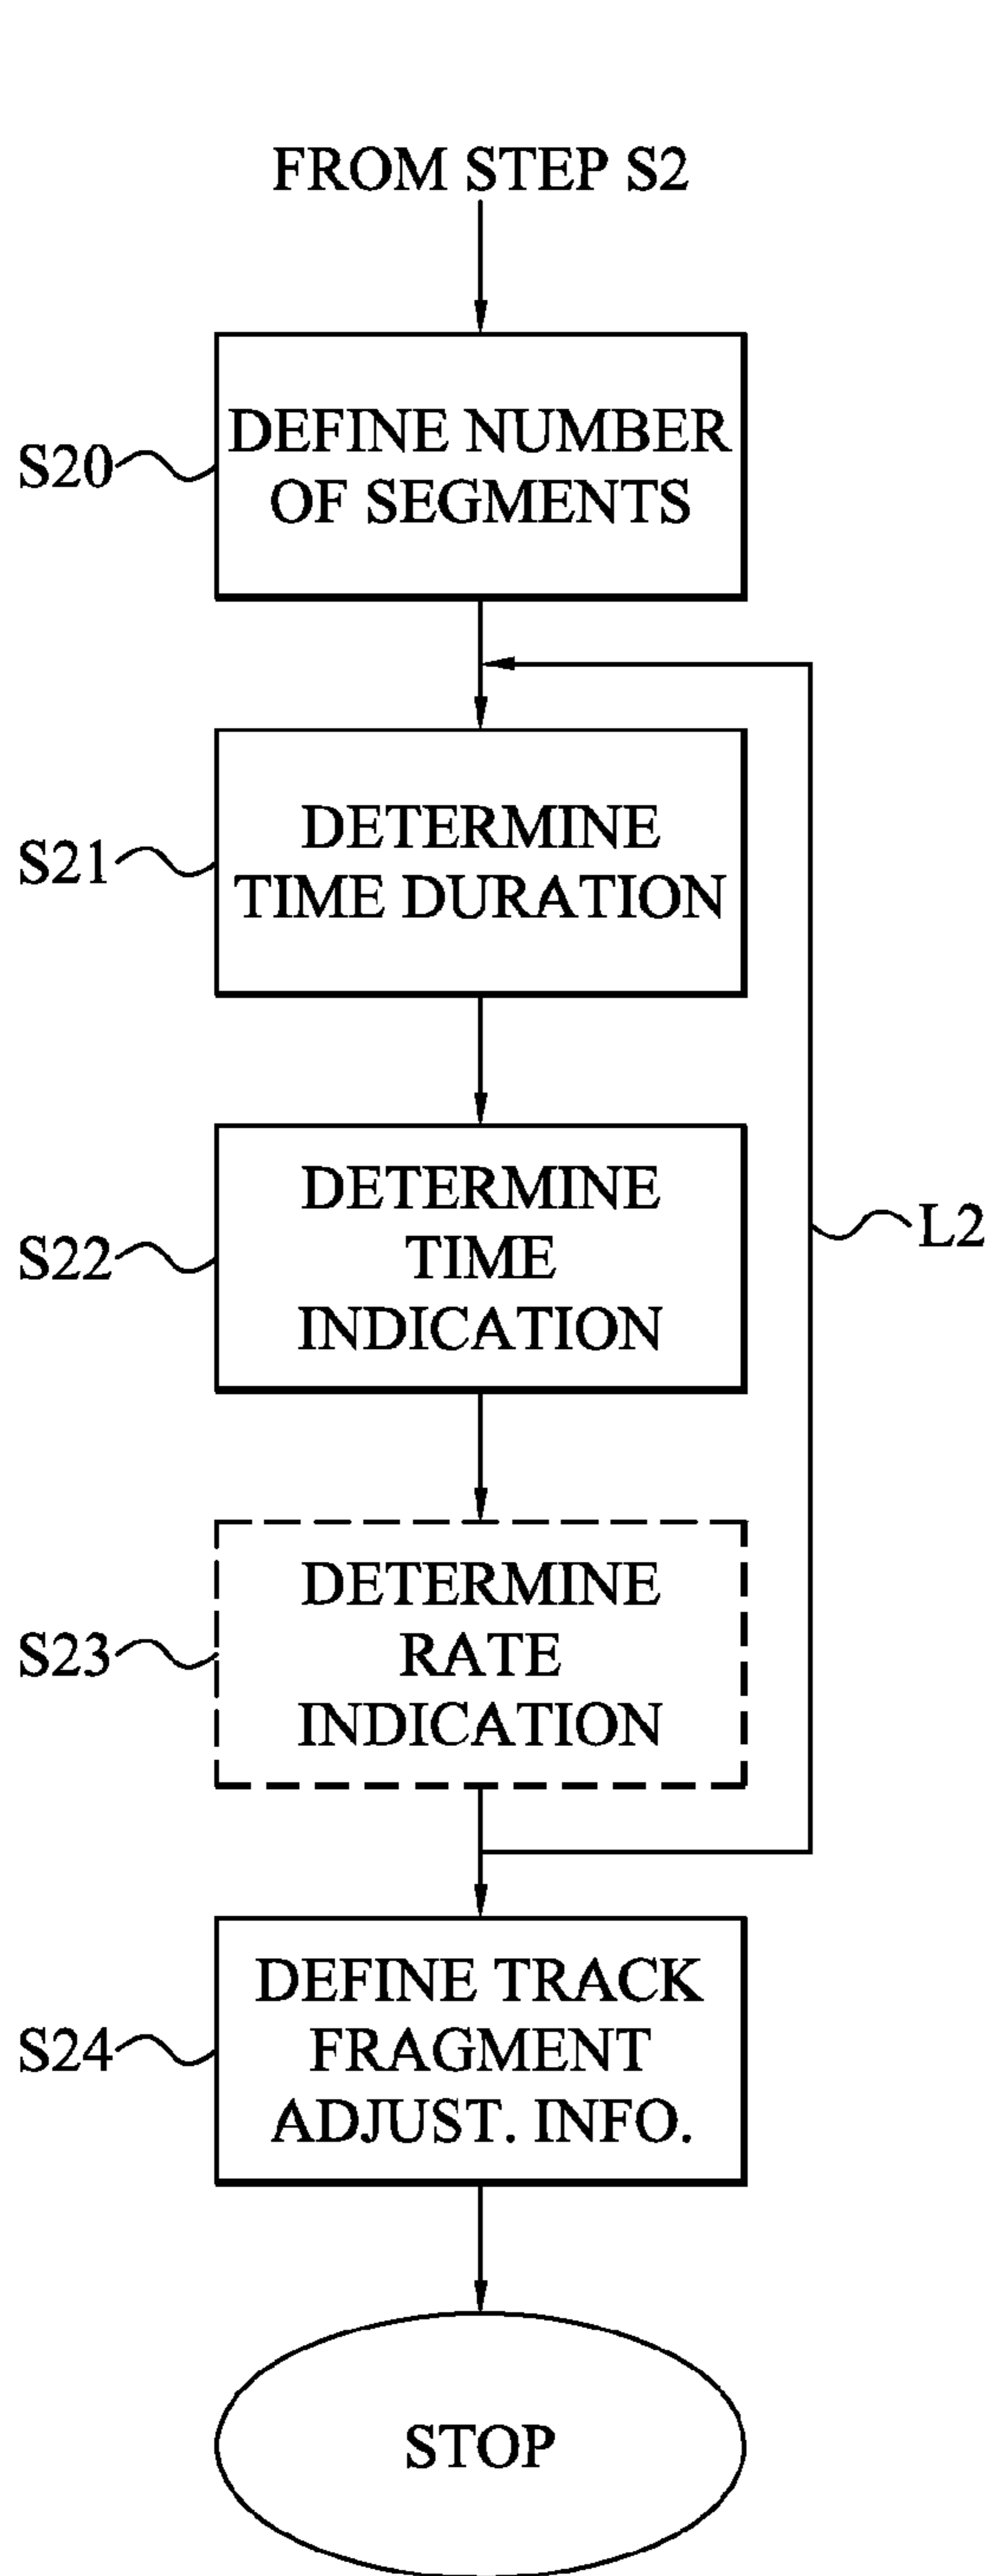 FROM STEP S2
S20
DEFINE NUMBER
OF SEGMENTS
S21
DETERMINE
TIME DURATION
S22
DETERMINE
TIME
INDICATION
L2
S23
DETERMINE
RATE
INDICATION
S24
DEFINE TRACK
FRAGMENT
ADJUST. INFO.
STOP